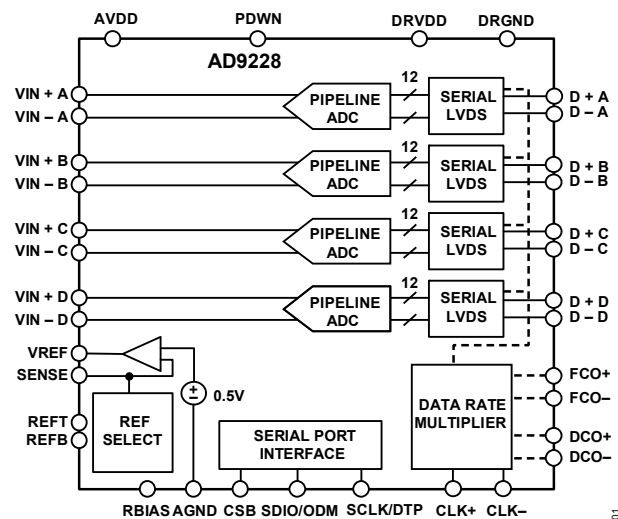 AVDD PDWN DRVDD DRGND
AD9228
12
VIN + A PIPELINE SERIAL D + A
VIN – A ADC LVDS D – A
12
VIN + B PIPELINE SERIAL D + B
VIN – B ADC LVDS D – B
12
VIN + C PIPELINE SERIAL D + C
VIN – C ADC LVDS D – C
12
VIN + D PIPELINE SERIAL D + D
VIN – D ADC LVDS D – D
VREF
SENSE
FCO+
0.5V
FCO–
REFT
REFB
REF
SELECT
SERIAL PORT
INTERFACE
DATA RATE
MULTIPLIER
DCO+
DCO–
RBIAS AGND CSB SDIO/ODM SCLK/DTP CLK+ CLK–
01